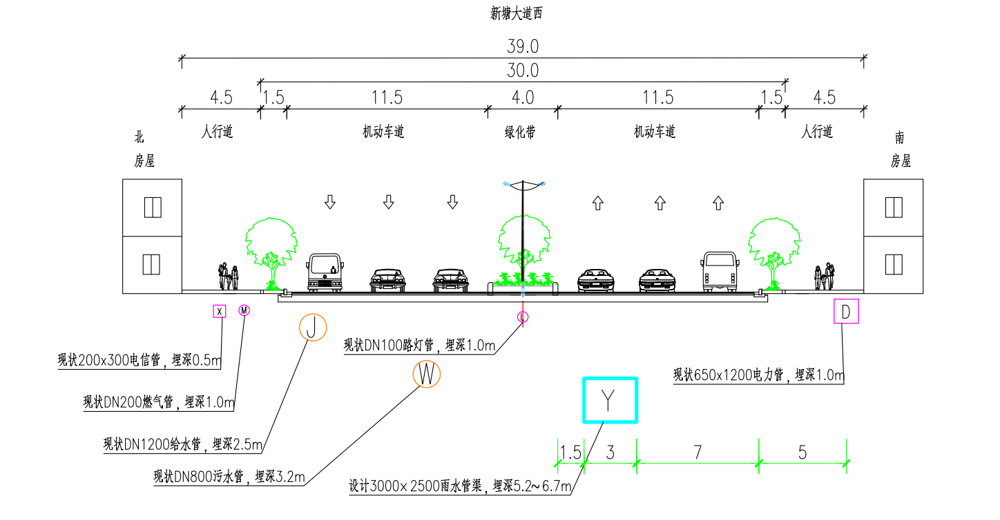 新塘大道西
39.0
30.0
4.5
1.5
11.5
4.0
11.5
1.5
4.5
人行道
机动车道
绿化带
机动车道
人行道
北
房屋
南
房屋
X
M
J
L
D
现状200x300电信管，埋深0.5m
现状DN100路灯管，埋深1.0m
W
现状650x1200电力管，埋深1.0m
现状DN200燃气管，埋深1.0m
Y
现状DN1200给水管，埋深2.5m
1.5
3
7
5
现状DN800污水管，埋深3.2m
设计3000x2500雨水管渠，埋深5.2~6.7m